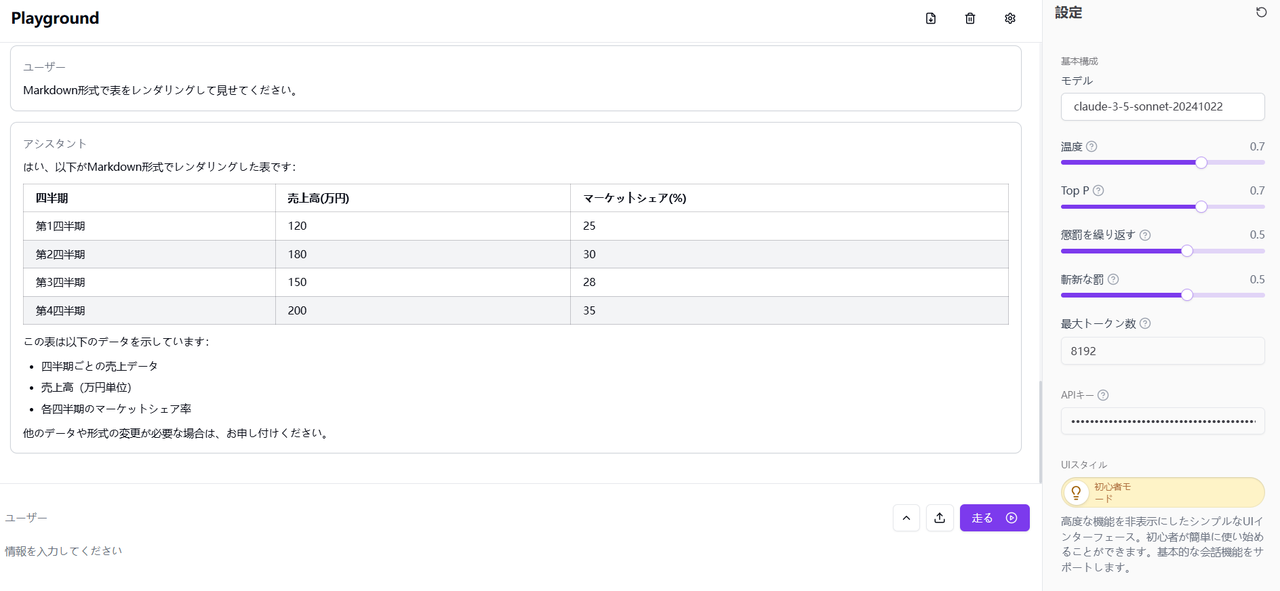 Playground
ユーザー
Markdown形式で表をレンダリングして見せてください。
アシスタント
はい、以下がMarkdown形式でレンダリングした表です：
四半期 売上高(万円) マーケットシェア(%)
第1四半期 120 25
第2四半期 180 30
第3四半期 150 28
第4四半期 200 35
この表は以下のデータを示しています：
• 四半期ごとの売上データ
• 売上高（万円単位）
• 各四半期のマーケットシェア率
他のデータや形式の変更が必要な場合は、お申し付けください。
ユーザー
走る
情報を入力してください
設定
基本構成
モデル
claude-3-5-sonnet-20241022
温度 0.7
Top P 0.7
懲罰を繰り返す 0.5
斬新な罰 0.5
最大トークン数
8192
APIキー
UIスタイル
初心者モ
ード
高度な機能を非表示にしたシンプルなUIイ
ンターフェース。初心者が簡単に使い始め
ることができます。基本的な会話機能をサ
ポートします。